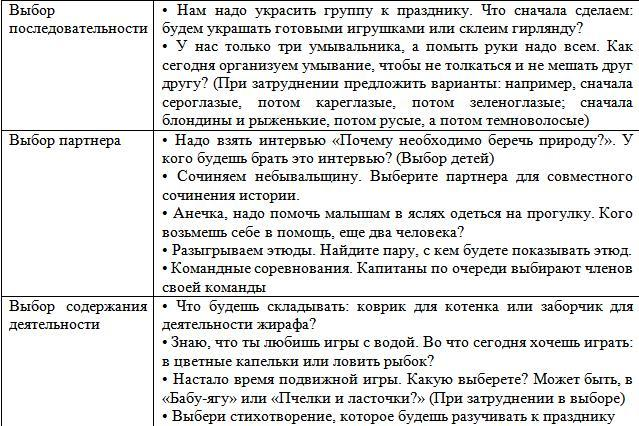 Выбор последовательности
• Нам надо украсить группу к празднику. Что сначала сделаем:
будем украшать готовыми игрушками или склеим гирлянду?
• У нас только три умывальника, а помыть руки надо всем. Как
сегодня организуем умывание, чтобы не толкаться и не мешать друг
другу? (При затруднении предложить варианты: например, сначала
сероглазые, потом кареглазые, потом зеленоглазые; сначала
блондины и рыженькие, потом русые, а потом темноволосые)
Выбор партнера
• Надо взять интервью «Почему необходимо беречь природу?». У
кого будешь брать это интервью? (Выбор детей)
• Сочиняем небывальщину. Выберите партнера для совместного
сочинения истории.
• Анечка, надо помочь малышам в яслях одеться на прогулку. Кого
возьмешь себе в помощь, еще два человека?
• Разыгрываем этюды. Найдите пару, с кем будете показывать этюд.
• Командные соревнования. Капитаны по очереди выбирают членов
своей команды
Выбор содержания
деятельности
• Что будешь складывать: коврик для котенка или заборчик для
деятельности жирафа?
• Знаю, что ты любишь игры с водой. Во что сегодня хочешь играть:
в цветные капельки или ловить рыбок?
• Настало время подвижной игры. Какую выберете? Может быть, в
«Бабу-ягу» или «Пчелки и ласточки?» (При затруднении в выборе)
• Выбери стихотворение, которое будешь разучивать к празднику